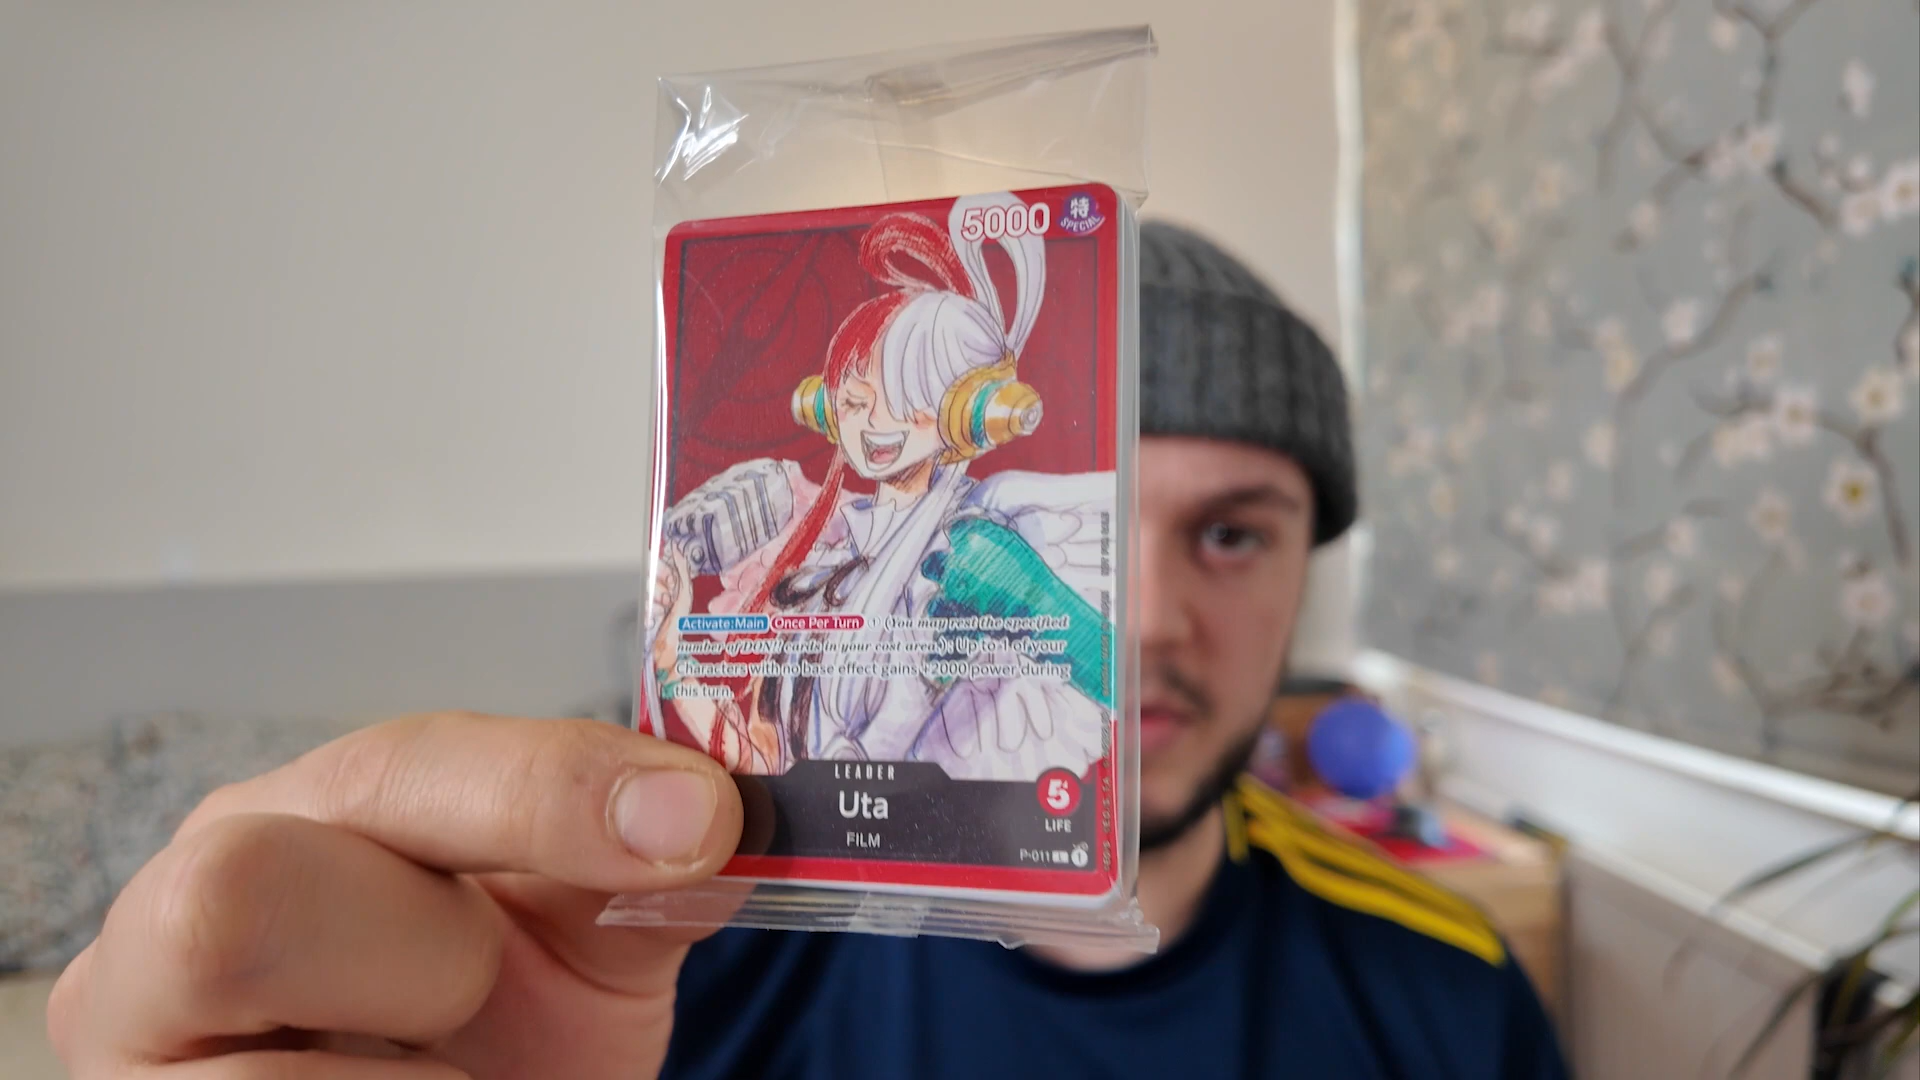 5000 特
SPECIAL
Activate:Main Once Per Turn ① (You may rest the specified
number of DON!! cards in your cost area.): Up to 1 of your
Characters with no base effect gains +2000 power during
this turn.
LEADER
Uta
FILM
5
LIFE
P-011 L 1